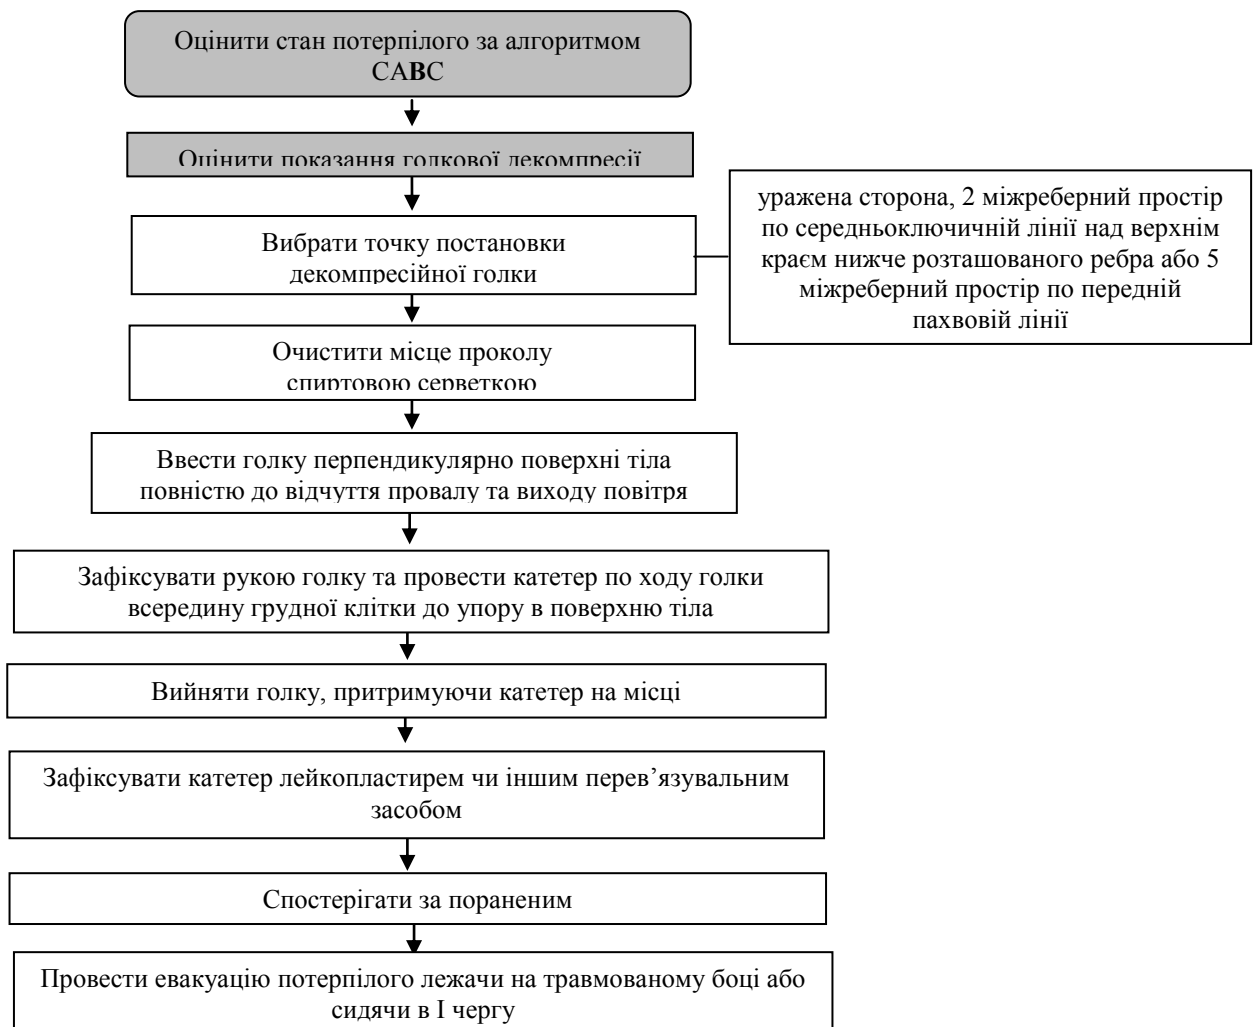 Оцінити стан потерпілого за алгоритмом
САВС
Оцінити показання голкової декомпресії
Вибрати точку постановки
декомпресійної голки
уражена сторона, 2 міжреберний простір
по середньоключичній лінії над верхнім
краєм нижче розташованого ребра або 5
міжреберний простір по передній
пахвовій лінії
Очистити місце проколу
спиртовою серветкою
Ввести голку перпендикулярно поверхні тіла
повністю до відчуття провалу та виходу повітря
Зафіксувати рукою голку та провести катетер по ходу голки
всередину грудної клітки до упору в поверхню тіла
Вийняти голку, притримуючи катетер на місці
Зафіксувати катетер лейкопластирем чи іншим перев’язувальним
засобом
Спостерігати за пораненим
Провести евакуацію потерпілого лежачи на травмованому боці або
сидячи в І чергу